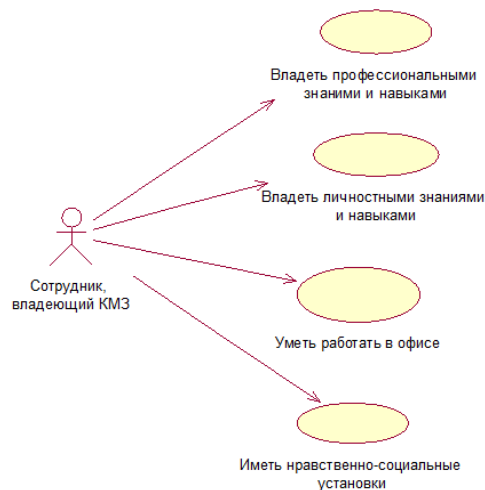 Владеть профессиональными
знаними и навыками
Владеть личностными знаниями
и навыками
Сотрудник,
владеющий КМЗ
Уметь работать в офисе
Иметь нравственно-социальные
установки